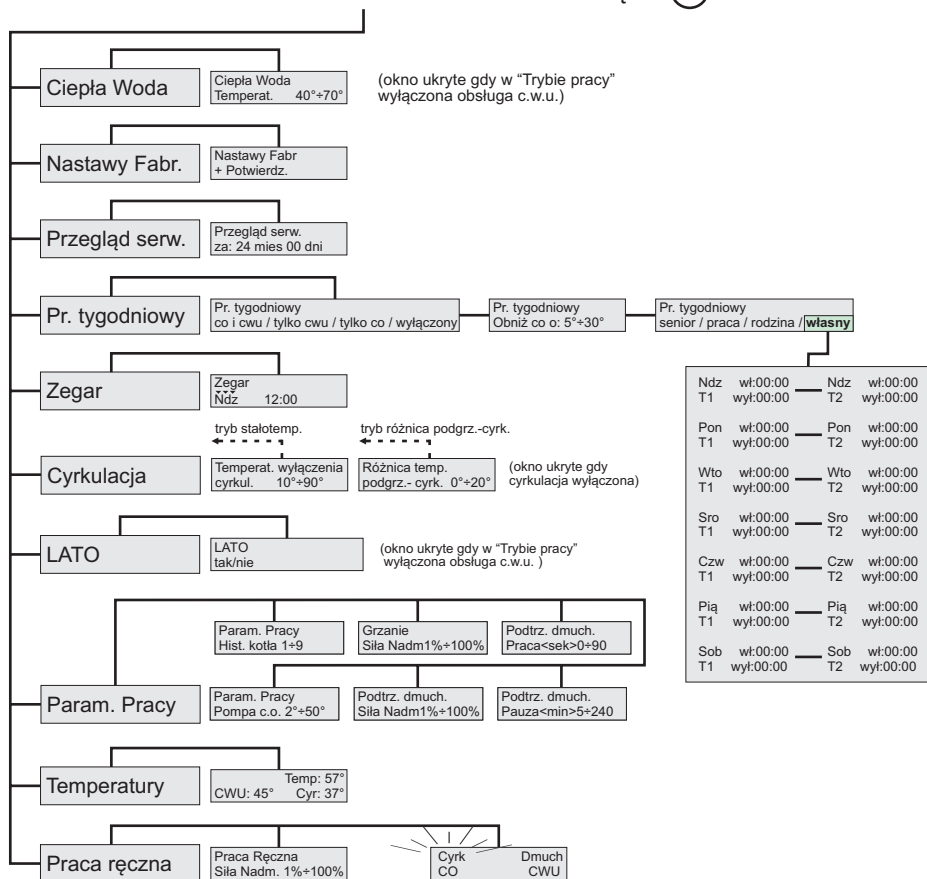 Ciepła Woda
Ciepła Woda
Temperat. 40°÷70°
(okno ukryte gdy w “Trybie pracy”
wyłączona obsługa c.w.u.)
Nastawy Fabr.
Nastawy Fabr
+ Potwierdz.
Przegląd serw.
Przegląd serw.
za: 24 mies 00 dni
Pr. tygodniowy
Pr. tygodniowy
co i cwu / tylko cwu / tylko co / wyłączony
Pr. tygodniowy
Obniż co o: 5°÷30°
Pr. tygodniowy
senior / praca / rodzina / własny
Ndz wł:00:00 Ndz wł:00:00
T1 wył:00:00 T2 wył:00:00
Pon wł:00:00 Pon wł:00:00
T1 wył:00:00 T2 wył:00:00
Wto wł:00:00 Wto wł:00:00
T1 wył:00:00 T2 wył:00:00
Sro wł:00:00 Sro wł:00:00
T1 wył:00:00 T2 wył:00:00
Czw wł:00:00 Czw wł:00:00
T1 wył:00:00 T2 wył:00:00
Pią wł:00:00 Pią wł:00:00
T1 wył:00:00 T2 wył:00:00
Sob wł:00:00 Sob wł:00:00
T1 wył:00:00 T2 wył:00:00
Zegar
Zegar
Ndz 12:00
Cyrkulacja
tryb stałotemp.
Temperat. wyłączenia
cyrkul. 10°÷90°
tryb różnica podgrz.-cyrk.
Różnica temp.
podgrz.- cyrk. 0°÷20°
(okno ukryte gdy
cyrkulacja wyłączona)
LATO
LATO
tak/nie
(okno ukryte gdy w “Trybie pracy”
wyłączona obsługa c.w.u. )
Param. Pracy
Hist. kotła 1÷9
Grzanie
Siła Nadm1%÷100%
Podtrz. dmuch.
Praca<sek>0÷90
Param. Pracy
Param. Pracy
Pompa c.o. 2°÷50°
Podtrz. dmuch.
Siła Nadm1%÷100%
Podtrz. dmuch.
Pauza<min>5÷240
Temperatury
Temp: 57°
CWU: 45° Cyr: 37°
Praca ręczna
Praca Ręczna
Siła Nadm. 1%÷100%
Cyrk Dmuch
CO CWU